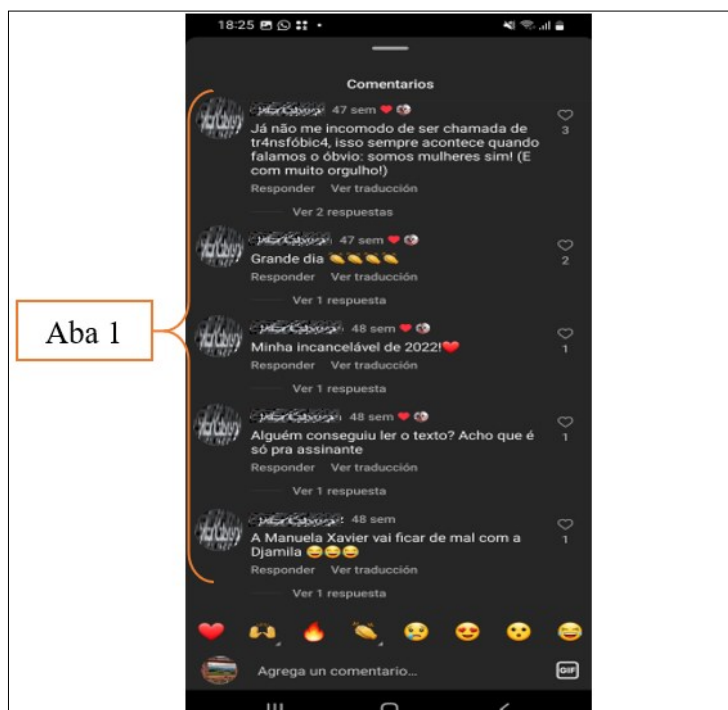 18:25
Comentarios
47 sem ❤️
Já não me incomodo de ser chamada de
tr4nsfóbic4, isso sempre acontece quando
falamos o óbvio: somos mulheres sim! (E
com muito orgulho!)
3
Responder Ver traducción
Ver 2 respuestas
47 sem ❤️
Grande dia 👏👏👏👏
2
Responder Ver traducción
Ver 1 respuesta
Aba 1
48 sem ❤️
Minha incancelável de 2022!❤️
1
Responder Ver traducción
Ver 1 respuesta
48 sem ❤️
Alguém conseguiu ler o texto? Acho que é
só pra assinante
1
Responder Ver traducción
Ver 1 respuesta
48 sem
A Manuela Xavier vai ficar de mal com a
Djamila 😂😂😂
1
Responder Ver traducción
Ver 1 respuesta
Agrega un comentario...
GIF